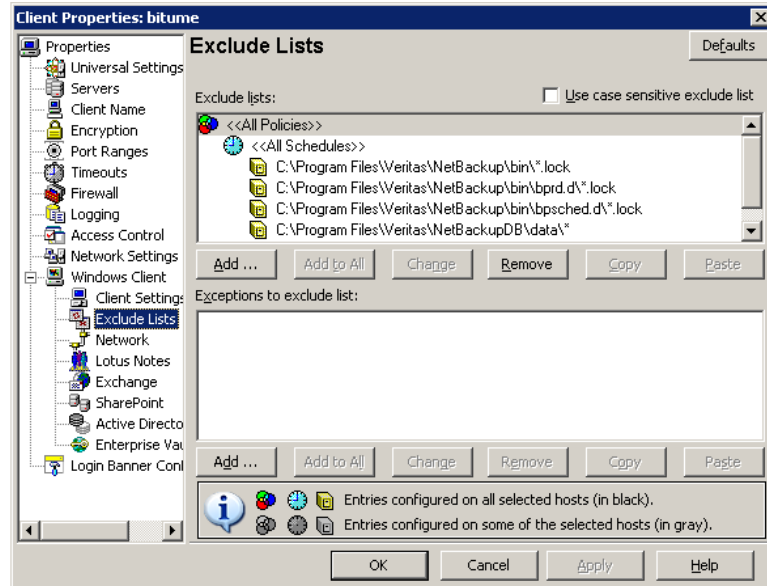 Client Properties: bitume
Properties
Universal Settings
Servers
Client Name
Encryption
Port Ranges
Timeouts
Firewall
Logging
Access Control
Network Settings
Windows Client
Client Settings
Exclude Lists
Network
Lotus Notes
Exchange
SharePoint
Active Directo
Enterprise Vau
Login Banner Conf
Exclude Lists
Defaults
Exclude lists:
Use case sensitive exclude list
<<All Policies>>
<<All Schedules>>
C:\Program Files\Veritas\NetBackup\bin\*.lock
C:\Program Files\Veritas\NetBackup\bin\bprd.d\*.lock
C:\Program Files\Veritas\NetBackup\bin\bpsched.d\*.lock
C:\Program Files\Veritas\NetBackupDB\data\*
Add ... Add to All Change Remove Copy Paste
Exceptions to exclude list:
Add ... Add to All Change Remove Copy Paste
Entries configured on all selected hosts (in black).
Entries configured on some of the selected hosts (in gray).
OK Cancel Apply Help